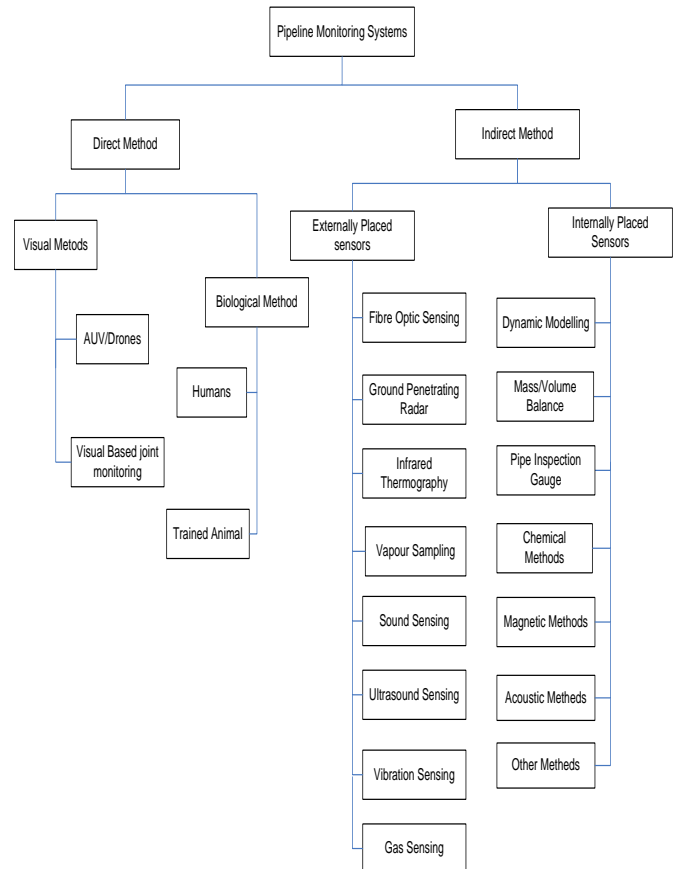 Pipeline Monitoring Systems
Direct Method
Indirect Method
Visual Metods
Biological Method
Externally Placed
sensors
Internally Placed
Sensors
AUV/Drones
Visual Based joint
monitoring
Humans
Trained Animal
Fibre Optic Sensing
Ground Penetrating
Radar
Infrared
Thermography
Vapour Sampling
Sound Sensing
Ultrasound Sensing
Vibration Sensing
Gas Sensing
Dynamic Modelling
Mass/Volume
Balance
Pipe Inspection
Gauge
Chemical
Methods
Magnetic Methods
Acoustic Metheds
Other Metheds